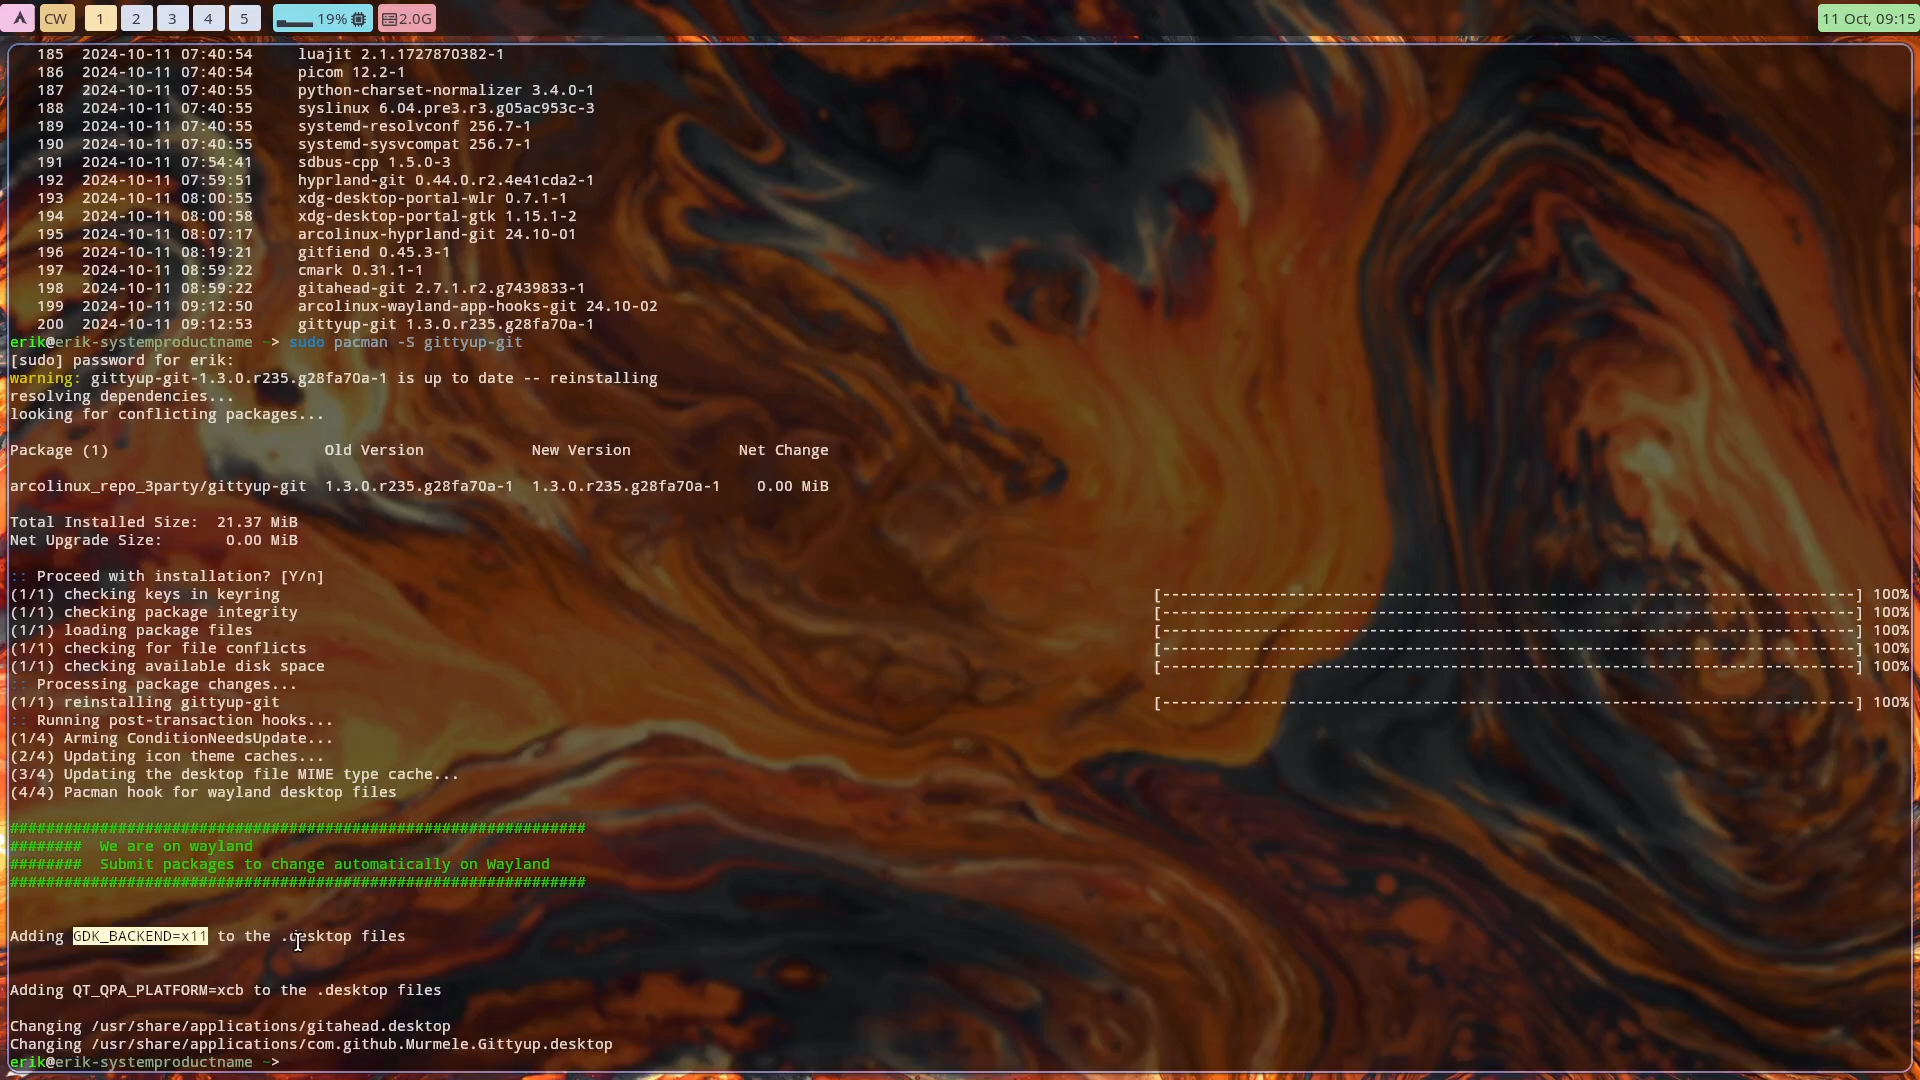 CW 1 2 3 4 5 19% 2.0G 11 Oct, 09:15
185 2024-10-11 07:40:54 luajit 2.1.1727870382-1
186 2024-10-11 07:40:54 picom 12.2-1
187 2024-10-11 07:40:55 python-charset-normalizer 3.4.0-1
188 2024-10-11 07:40:55 syslinux 6.04.pre3.r3.g05ac953c-3
189 2024-10-11 07:40:55 systemd-resolvconf 256.7-1
190 2024-10-11 07:40:55 systemd-sysvcompat 256.7-1
191 2024-10-11 07:54:41 sdbus-cpp 1.5.0-3
192 2024-10-11 07:59:51 hyprland-git 0.44.0.r2.4e41cda2-1
193 2024-10-11 08:00:55 xdg-desktop-portal-wlr 0.7.1-1
194 2024-10-11 08:00:58 xdg-desktop-portal-gtk 1.15.1-2
195 2024-10-11 08:07:17 arcolinux-hyprland-git 24.10-01
196 2024-10-11 08:19:21 gitfiend 0.45.3-1
197 2024-10-11 08:59:22 cmark 0.31.1-1
198 2024-10-11 08:59:22 gitahead-git 2.7.1.r2.g7439833-1
199 2024-10-11 09:12:50 arcolinux-wayland-app-hooks-git 24.10-02
200 2024-10-11 09:12:53 gittyup-git 1.3.0.r235.g28fa70a-1
erik@erik-systemproductname ~> sudo pacman -S gittyup-git
[sudo] password for erik:
warning: gittyup-git-1.3.0.r235.g28fa70a-1 is up to date -- reinstalling
resolving dependencies...
looking for conflicting packages...
Package (1) Old Version New Version Net Change
arcolinux_repo_3party/gittyup-git 1.3.0.r235.g28fa70a-1 1.3.0.r235.g28fa70a-1 0.00 MiB
Total Installed Size: 21.37 MiB
Net Upgrade Size: 0.00 MiB
:: Proceed with installation? [Y/n]
(1/1) checking keys in keyring [------------------------------------------------------------------------------] 100%
(1/1) checking package integrity [------------------------------------------------------------------------------] 100%
(1/1) loading package files [------------------------------------------------------------------------------] 100%
(1/1) checking for file conflicts [------------------------------------------------------------------------------] 100%
(1/1) checking available disk space [------------------------------------------------------------------------------] 100%
:: Processing package changes...
(1/1) reinstalling gittyup-git [------------------------------------------------------------------------------] 100%
:: Running post-transaction hooks...
(1/4) Arming ConditionNeedsUpdate...
(2/4) Updating icon theme caches...
(3/4) Updating the desktop file MIME type cache...
(4/4) Pacman hook for wayland desktop files
################################################################
######## We are on wayland
######## Submit packages to change automatically on Wayland
################################################################
Adding GDK_BACKEND=x11 to the .desktop files
Adding QT_QPA_PLATFORM=xcb to the .desktop files
Changing /usr/share/applications/gitahead.desktop
Changing /usr/share/applications/com.github.Murmele.Gittyup.desktop
erik@erik-systemproductname ~>